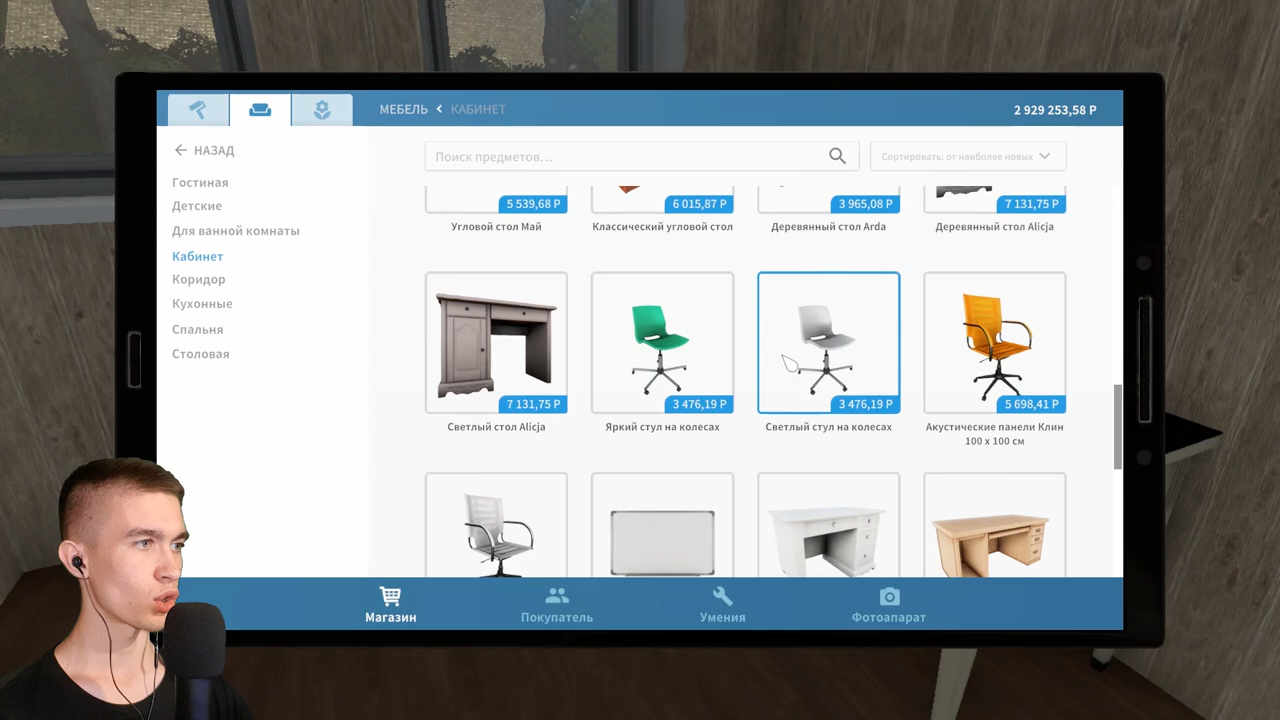 МЕБЕЛЬ < КАБИНЕТ
2 929 253,58 Р
НАЗАД
Гостиная
Детские
Для ванной комнаты
Кабинет
Коридор
Кухонные
Спальня
Столовая
Поиск предметов...
Сортировать: от наиболее новых
5 539,68 Р
6 015,87 Р
3 965,08 Р
7 131,75 Р
Угловой стол Май
Классический угловой стол
Деревянный стол Arda
Деревянный стол Alicja
7 131,75 Р
3 476,19 Р
3 476,19 Р
5 698,41 Р
Светлый стол Alicja
Яркий стул на колесах
Светлый стул на колесах
Акустические панели Клин
100 x 100 см
Магазин
Покупатель
Умения
Фотоаппарат